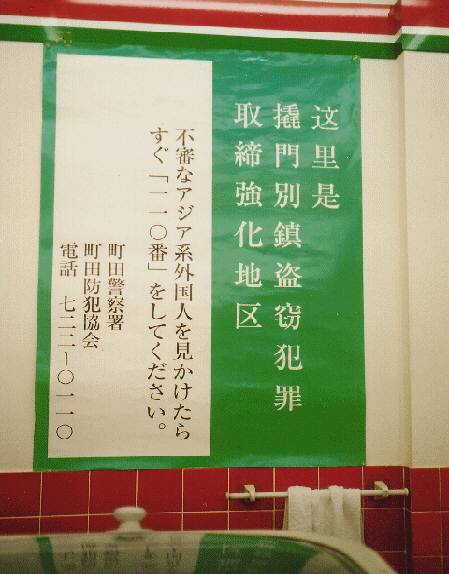 这里是
撬門別鎮盗窃犯罪
取締強化地区
不審なアジア系外国人を見かけたら
すぐ「一一〇番」をしてください。
町田警察署
町田防犯協会
電話 七二二ー〇一一〇